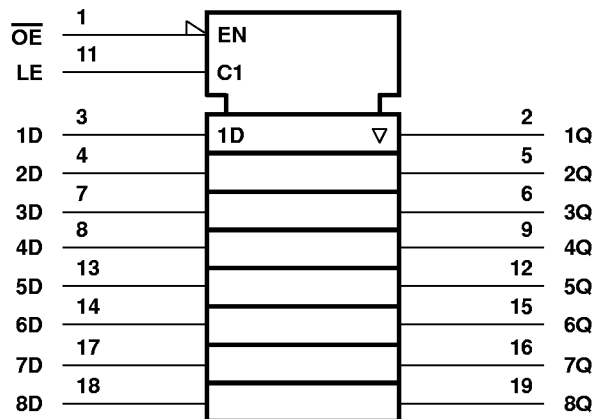 1
OE EN
11
LE C1
3 2
1D 1D ▽ 1Q
4 5
2D 2Q
7 6
3D 3Q
8 9
4D 4Q
13 12
5D 5Q
14 15
6D 6Q
17 16
7D 7Q
18 19
8D 8Q